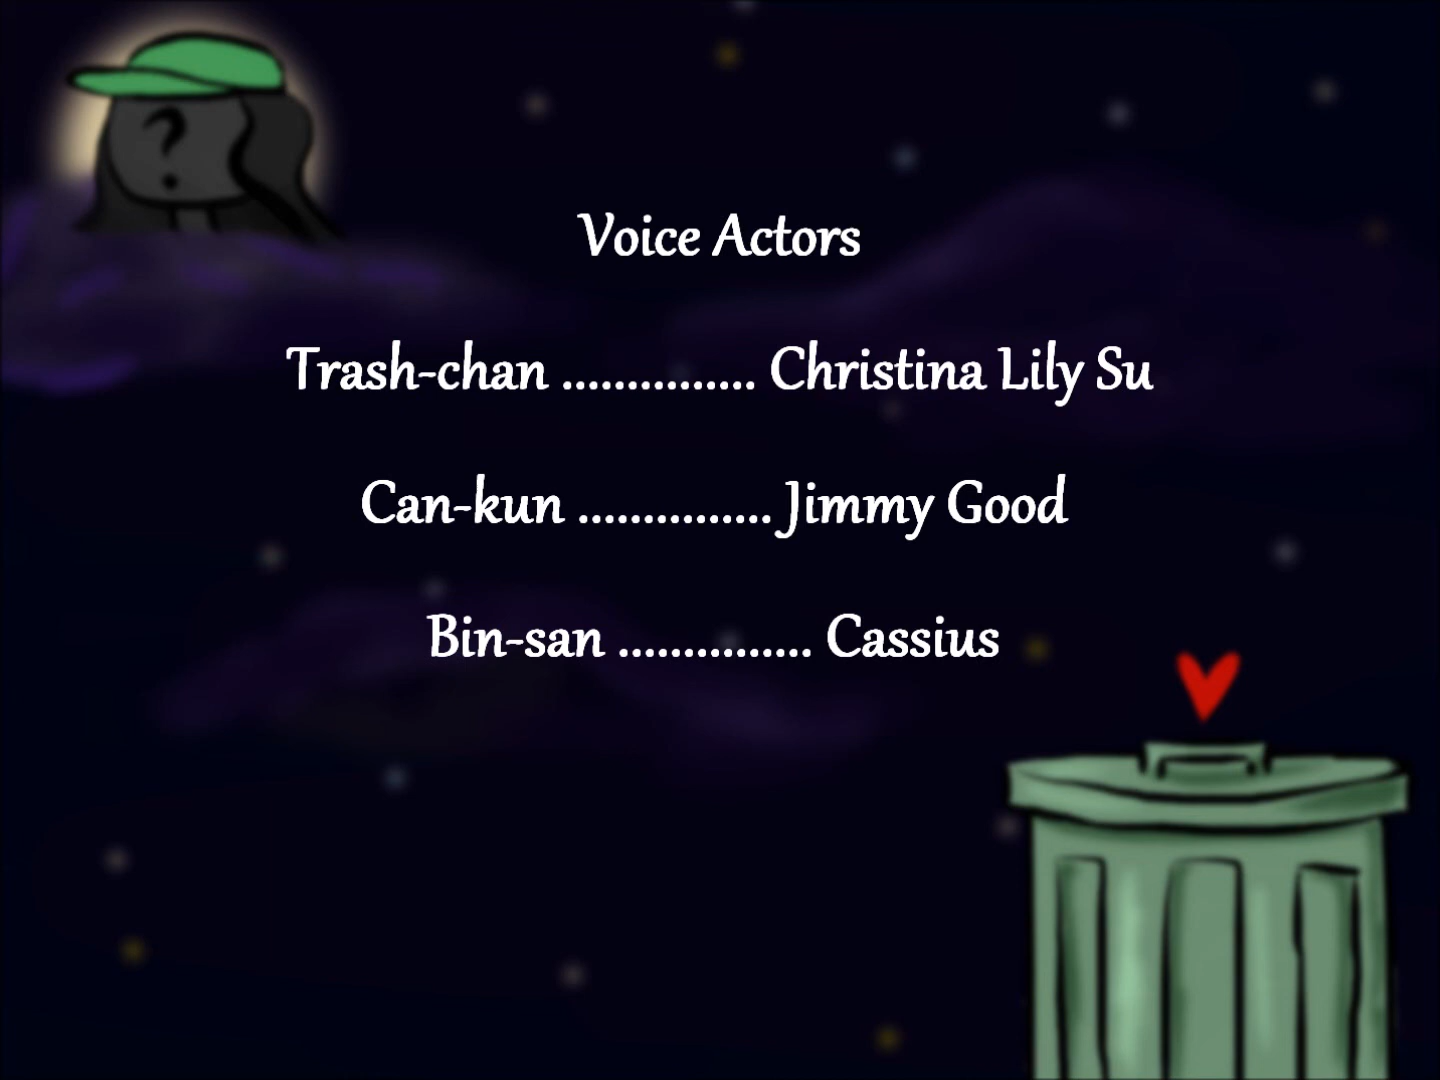 ?
Voice Actors
Trash-chan ............... Christina Lily Su
Can-kun ............... Jimmy Good
Bin-san ............... Cassius